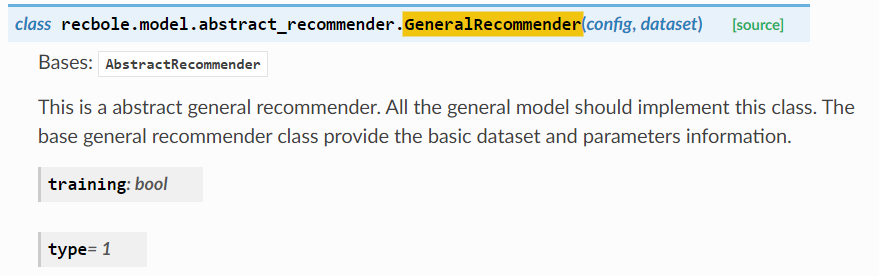 class recbole.model.abstract_recommender.GeneralRecommender(config, dataset) [source]
Bases: AbstractRecommender
This is a abstract general recommender. All the general model should implement this class. The
base general recommender class provide the basic dataset and parameters information.
training: bool
type= 1